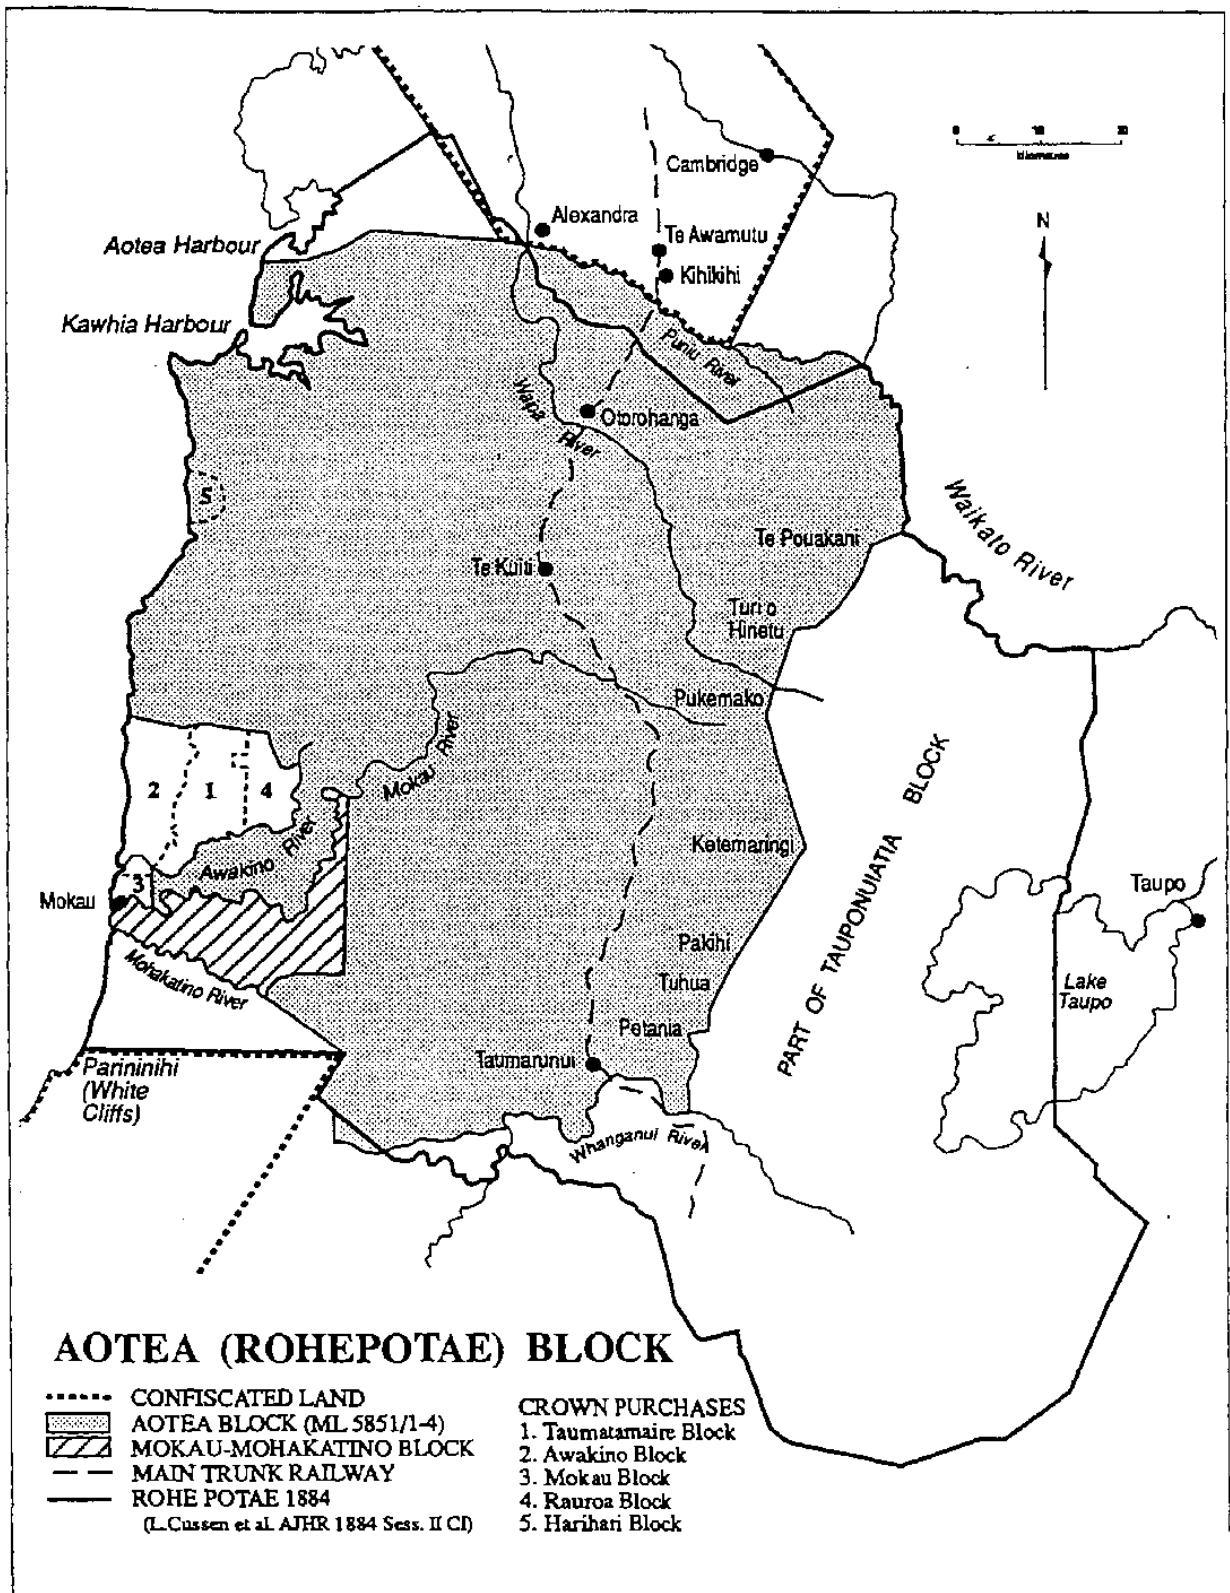 Cambridge
0 10 20
kilometres
Alexandra
N
Te Awamutu
Aotea Harbour
Kihikihi
Kawhia Harbour
Puniu River
Waipa River
Otorohanga
5
Waikato River
Te Pouakani
Te Kuiti
Turi o
Hinetu
Pukemako
Mokau River
2 1 4
PART OF TAUPONUIATIA BLOCK
Ketemaringi
Awakino River
3
Mokau
Taupo
Pakihi
Mohakatino River
Tuhua
Lake
Taupo
Petania
Taumarunui
Parininihi
(White
Cliffs)
Whanganui River
AOTEA (ROHEPOTAE) BLOCK
CONFISCATED LAND
AOTEA BLOCK (ML 5851/1-4)
MOKAU-MOHAKATINO BLOCK
MAIN TRUNK RAILWAY
ROHE POTAE 1884
(L.Cussen et al. AJHR 1884 Sess. II CI)
CROWN PURCHASES
1. Taumatamaire Block
2. Awakino Block
3. Mokau Block
4. Rauroa Block
5. Harihari Block